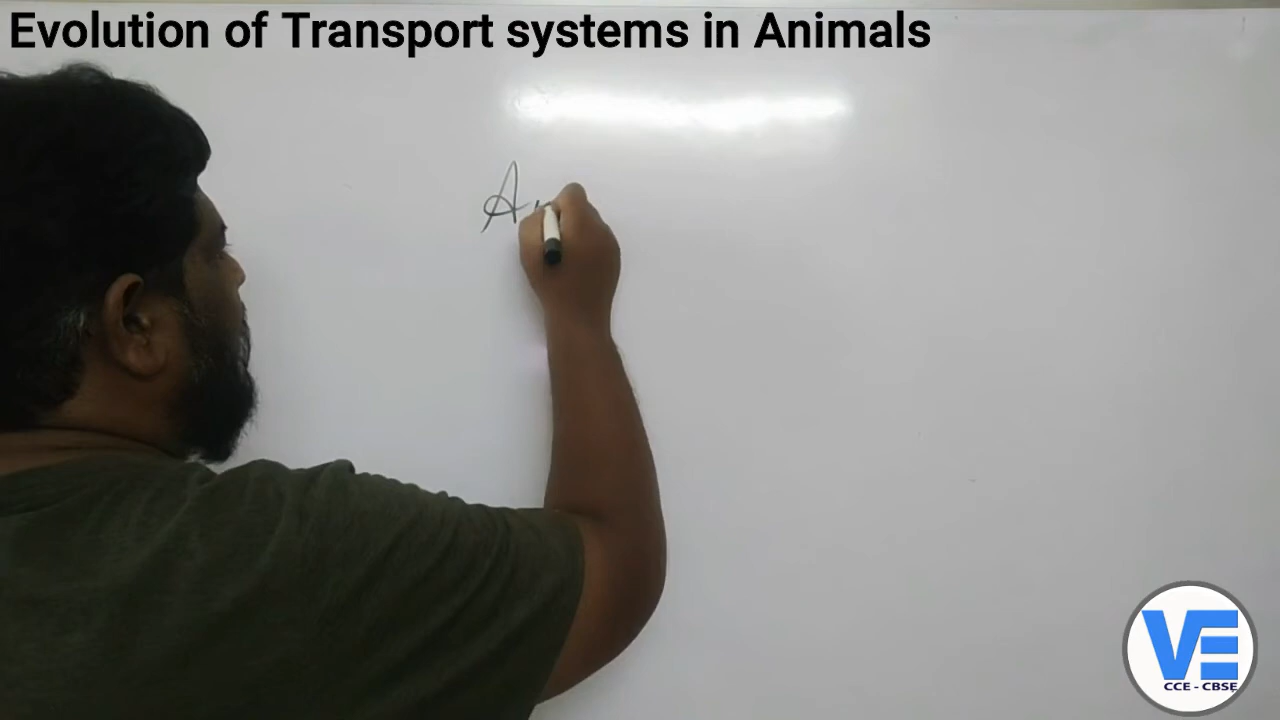 Evolution of Transport systems in Animals
A
VE
CCE - CBSE